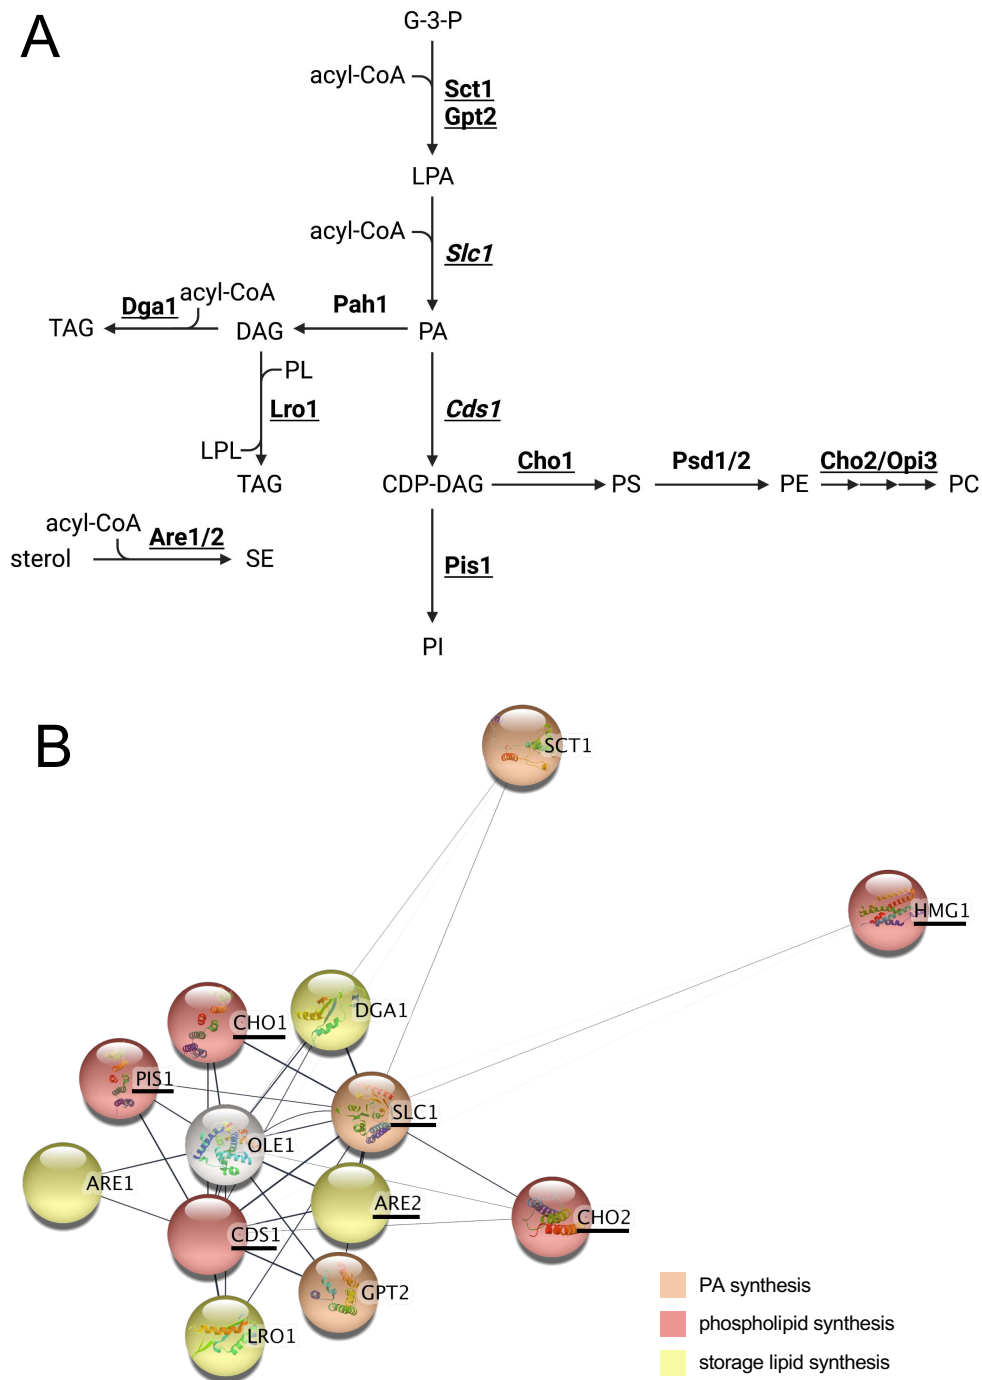 A
G-3-P
acyl-CoA
Sct1
Gpt2
LPA
acyl-CoA
Slc1
Dga1
acyl-CoA
Pah1
TAG
DAG
PA
PL
Lro1
Cds1
LPL
Cho1
Psd1/2
Cho2/Opi3
TAG
CDP-DAG
PS
PE
PC
acyl-CoA
Are1/2
sterol
SE
Pis1
PI
B
SCT1
HMG1
DGA1
CHO1
PIS1
SLC1
OLE1
ARE1
ARE2
CHO2
CDS1
GPT2
LRO1
PA synthesis
phospholipid synthesis
storage lipid synthesis